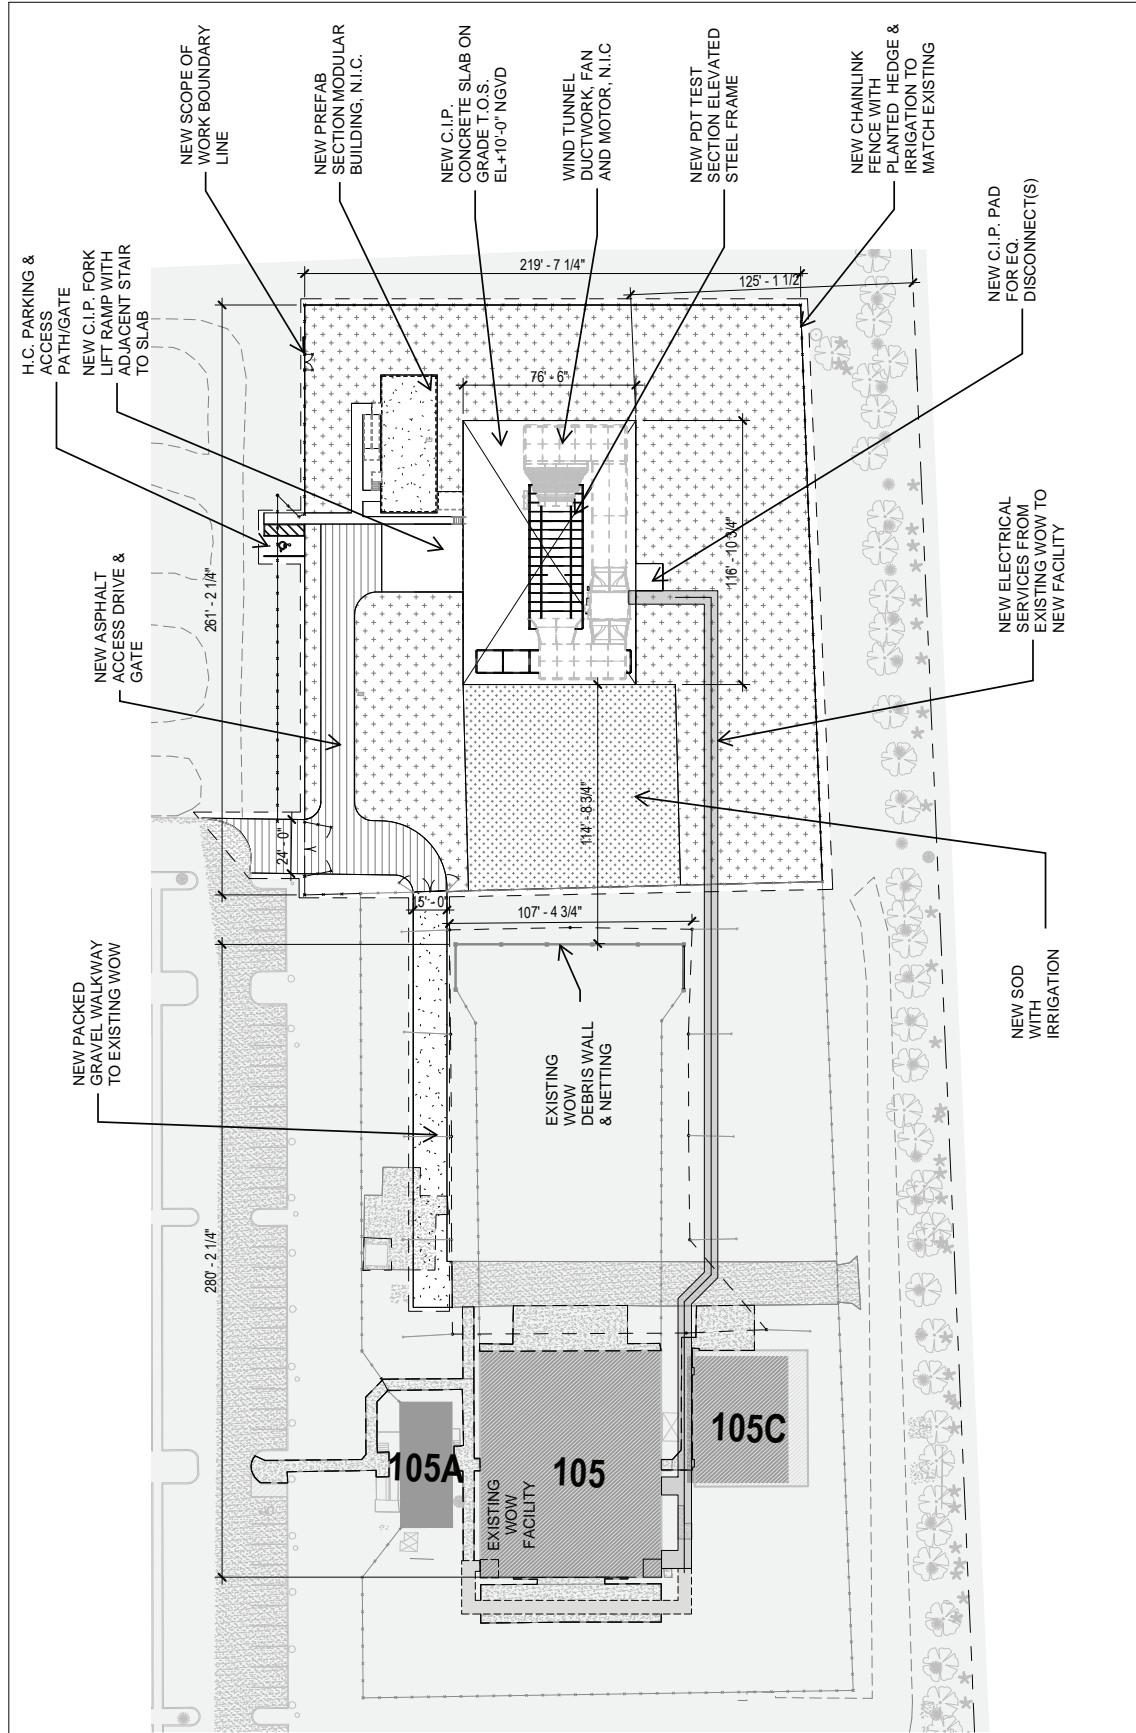 H.C. PARKING &
ACCESS
PATH/GATE
NEW C.I.P. FORK
LIFT RAMP WITH
ADJACENT STAIR
TO SLAB
NEW SCOPE OF
WORK BOUNDARY
LINE
NEW PREFAB
SECTION MODULAR
BUILDING, N.I.C.
NEW C.I.P.
CONCRETE SLAB ON
GRADE T.O.S.
EL+10'-0" NGVD
WIND TUNNEL
DUCTWORK, FAN
AND MOTOR, N.I.C
NEW PDT TEST
SECTION ELEVATED
STEEL FRAME
NEW CHAINLINK
FENCE WITH
PLANTED HEDGE &
IRRIGATION TO
MATCH EXISTING
NEW C.I.P. PAD
FOR EQ.
DISCONNECT(S)
NEW ASPHALT
ACCESS DRIVE &
GATE
NEW ELECTRICAL
SERVICES FROM
EXISTING WOW TO
NEW FACILITY
NEW PACKED
GRAVEL WALKWAY
TO EXISTING WOW
NEW SOD
WITH
IRRIGATION
EXISTING
WOW
DEBRIS WALL
& NETTING
219' - 7 1/4"
125' - 1 1/2"
76' - 6"
116' - 10 3/4"
261' - 2 1/4"
24' - 0"
15' - 0"
114' - 8 3/4"
107' - 4 3/4"
280' - 2 1/4"
105A
105
105C
EXISTING
WOW
FACILITY